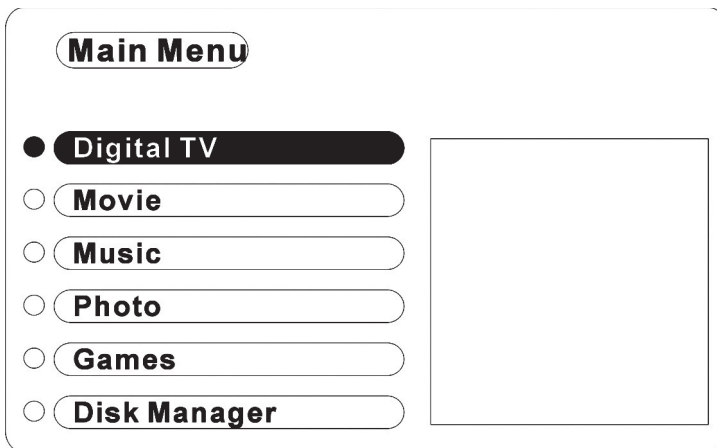 Main Menu
Digital TV
Movie
Music
Photo
Games
Disk Manager